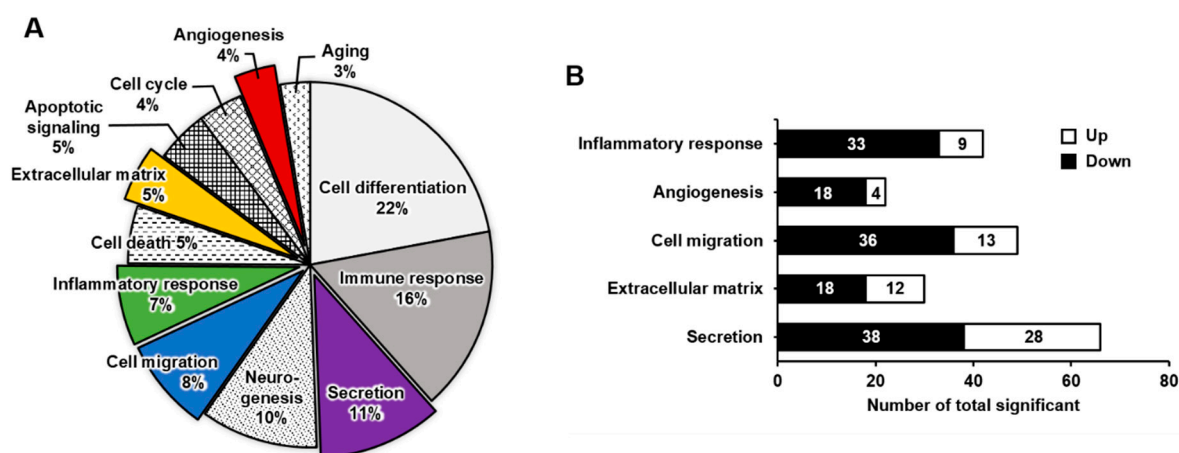 A
Angiogenesis
4%
Aging
3%
Cell cycle
4%
Apoptotic
signaling
5%
Extracellular matrix
5%
Cell differentiation
22%
Cell death 5%
Immune response
16%
Inflammatory response
7%
Cell migration
8%
Neuro-
genesis
10%
Secretion
11%
B
Up
Down
Inflammatory response 33 9
Angiogenesis 18 4
Cell migration 36 13
Extracellular matrix 18 12
Secretion 38 28
0 20 40 60 80
Number of total significant